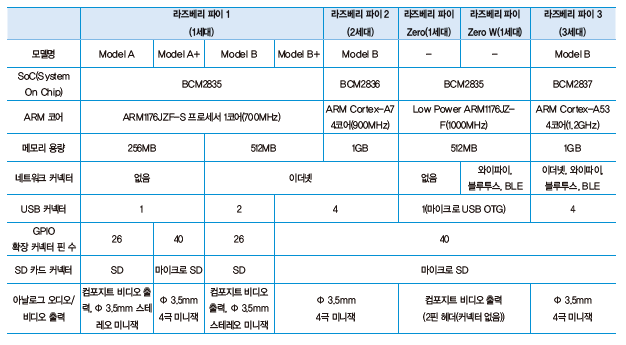 라즈베리 파이 1 라즈베리 파이 2 라즈베리 파이 라즈베리 파이 라즈베리 파이 3
(1세대) (2세대) Zero(1세대) Zero W(1세대) (3세대)
모델명 Model A Model A+ Model B Model B+ Model B – – Model B
SoC(System
On Chip) BCM2835 BCM2836 BCM2835 BCM2837
ARM 코어 ARM1176JZF-S 프로세서 1코어(700MHz) ARM Cortex-A7 Low Power ARM1176JZ- ARM Cortex-A53
4코어(900MHz) F(1000MHz) 4코어(1.2GHz)
메모리 용량 256MB 512MB 1GB 512MB 1GB
네트워크 커넥터 없음 이더넷 없음 와이파이, 이더넷, 와이파이,
블루투스, BLE 블루투스, BLE
USB 커넥터 1 2 4 1(마이크로 USB OTG) 4
GPIO
확장 커넥터 핀 수 26 40 26 40
SD 카드 커넥터 SD 마이크로 SD SD 마이크로 SD
아날로그 오디오/ 컴포지트 비디오 출 Φ 3.5mm 컴포지트 비디오 Φ 3.5mm 컴포지트 비디오 출력 Φ 3.5mm
비디오 출력 력, Φ 3.5mm 스테 4극 미니잭 출력, Φ 3.5mm 4극 미니잭 (2핀 헤더(커넥터 없음)) 4극 미니잭
레오 미니잭 스테레오 미니잭